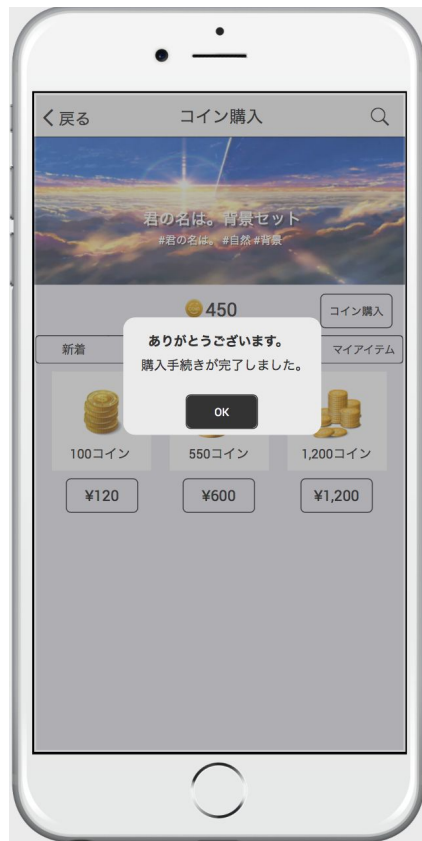 戻る
コイン購入
君の名は。背景セット
#君の名は。 #自然 #背景
450
コイン購入
新着
マイアイテム
ありがとうございます。
購入手続きが完了しました。
OK
100コイン
550コイン
1,200コイン
¥120
¥600
¥1,200